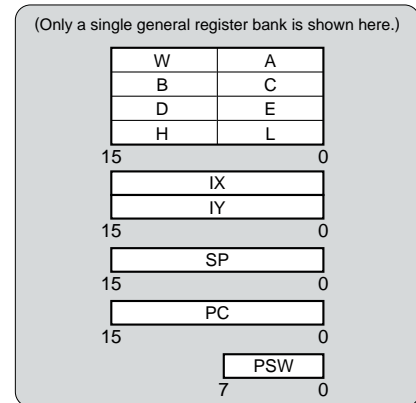 (Only a single general register bank is shown here.)
W A
B C
D E
H L
15 0
IX
IY
15 0
SP
15 0
PC
15 0
PSW
7 0